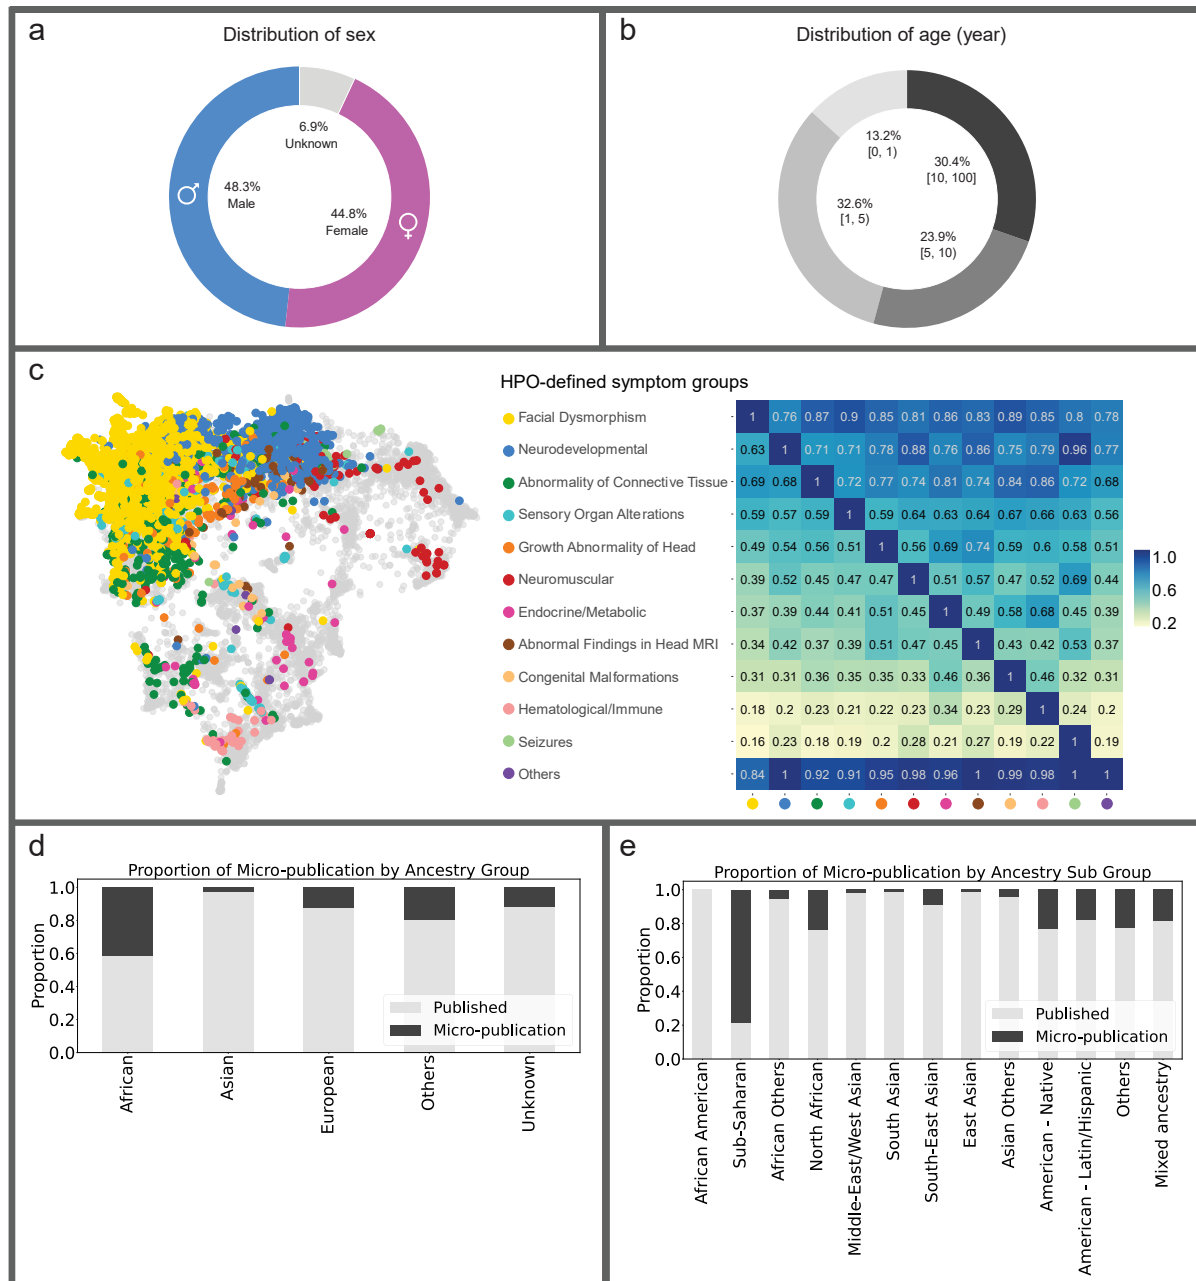 a
Distribution of sex
6.9%
Unknown
48.3%
Male
44.8%
Female
b
Distribution of age (year)
13.2%
[0, 1)
30.4%
[10, 100]
32.6%
[1, 5)
23.9%
[5, 10)
c
HPO-defined symptom groups
Facial Dysmorphism
Neurodevelopmental
Abnormality of Connective Tissue
Sensory Organ Alterations
Growth Abnormality of Head
Neuromuscular
Endocrine/Metabolic
Abnormal Findings in Head MRI
Congenital Malformations
Hematological/Immune
Seizures
Others
1 0.76 0.87 0.9 0.85 0.81 0.86 0.83 0.89 0.85 0.8 0.78
0.63 1 0.71 0.71 0.78 0.88 0.76 0.86 0.75 0.79 0.96 0.77
0.69 0.68 1 0.72 0.77 0.74 0.81 0.74 0.84 0.86 0.72 0.68
0.59 0.57 0.59 1 0.59 0.64 0.63 0.64 0.67 0.66 0.63 0.56
0.49 0.54 0.56 0.51 1 0.56 0.69 0.74 0.59 0.6 0.58 0.51
0.39 0.52 0.45 0.47 0.47 1 0.51 0.57 0.47 0.52 0.69 0.44
0.37 0.39 0.44 0.41 0.51 0.45 1 0.49 0.58 0.68 0.45 0.39
0.34 0.42 0.37 0.39 0.51 0.47 0.45 1 0.43 0.42 0.53 0.37
0.31 0.31 0.36 0.35 0.35 0.33 0.46 0.36 1 0.46 0.32 0.31
0.18 0.2 0.23 0.21 0.22 0.23 0.34 0.23 0.29 1 0.24 0.2
0.16 0.23 0.18 0.19 0.2 0.28 0.21 0.27 0.19 0.22 1 0.19
0.84 1 0.92 0.91 0.95 0.98 0.96 1 0.99 0.98 1 1
1.0
0.6
0.2
d
Proportion of Micro-publication by Ancestry Group
Proportion
1.0
0.8
0.6
0.4
0.2
0.0
Published
Micro-publication
African
Asian
European
Others
Unknown
e
Proportion of Micro-publication by Ancestry Sub Group
Proportion
1.0
0.8
0.6
0.4
0.2
0.0
Published
Micro-publication
African American
Sub-Saharan
African Others
North African
Middle-East/West Asian
South Asian
South-East Asian
East Asian
Asian Others
American - Native
American - Latin/Hispanic
Others
Mixed ancestry